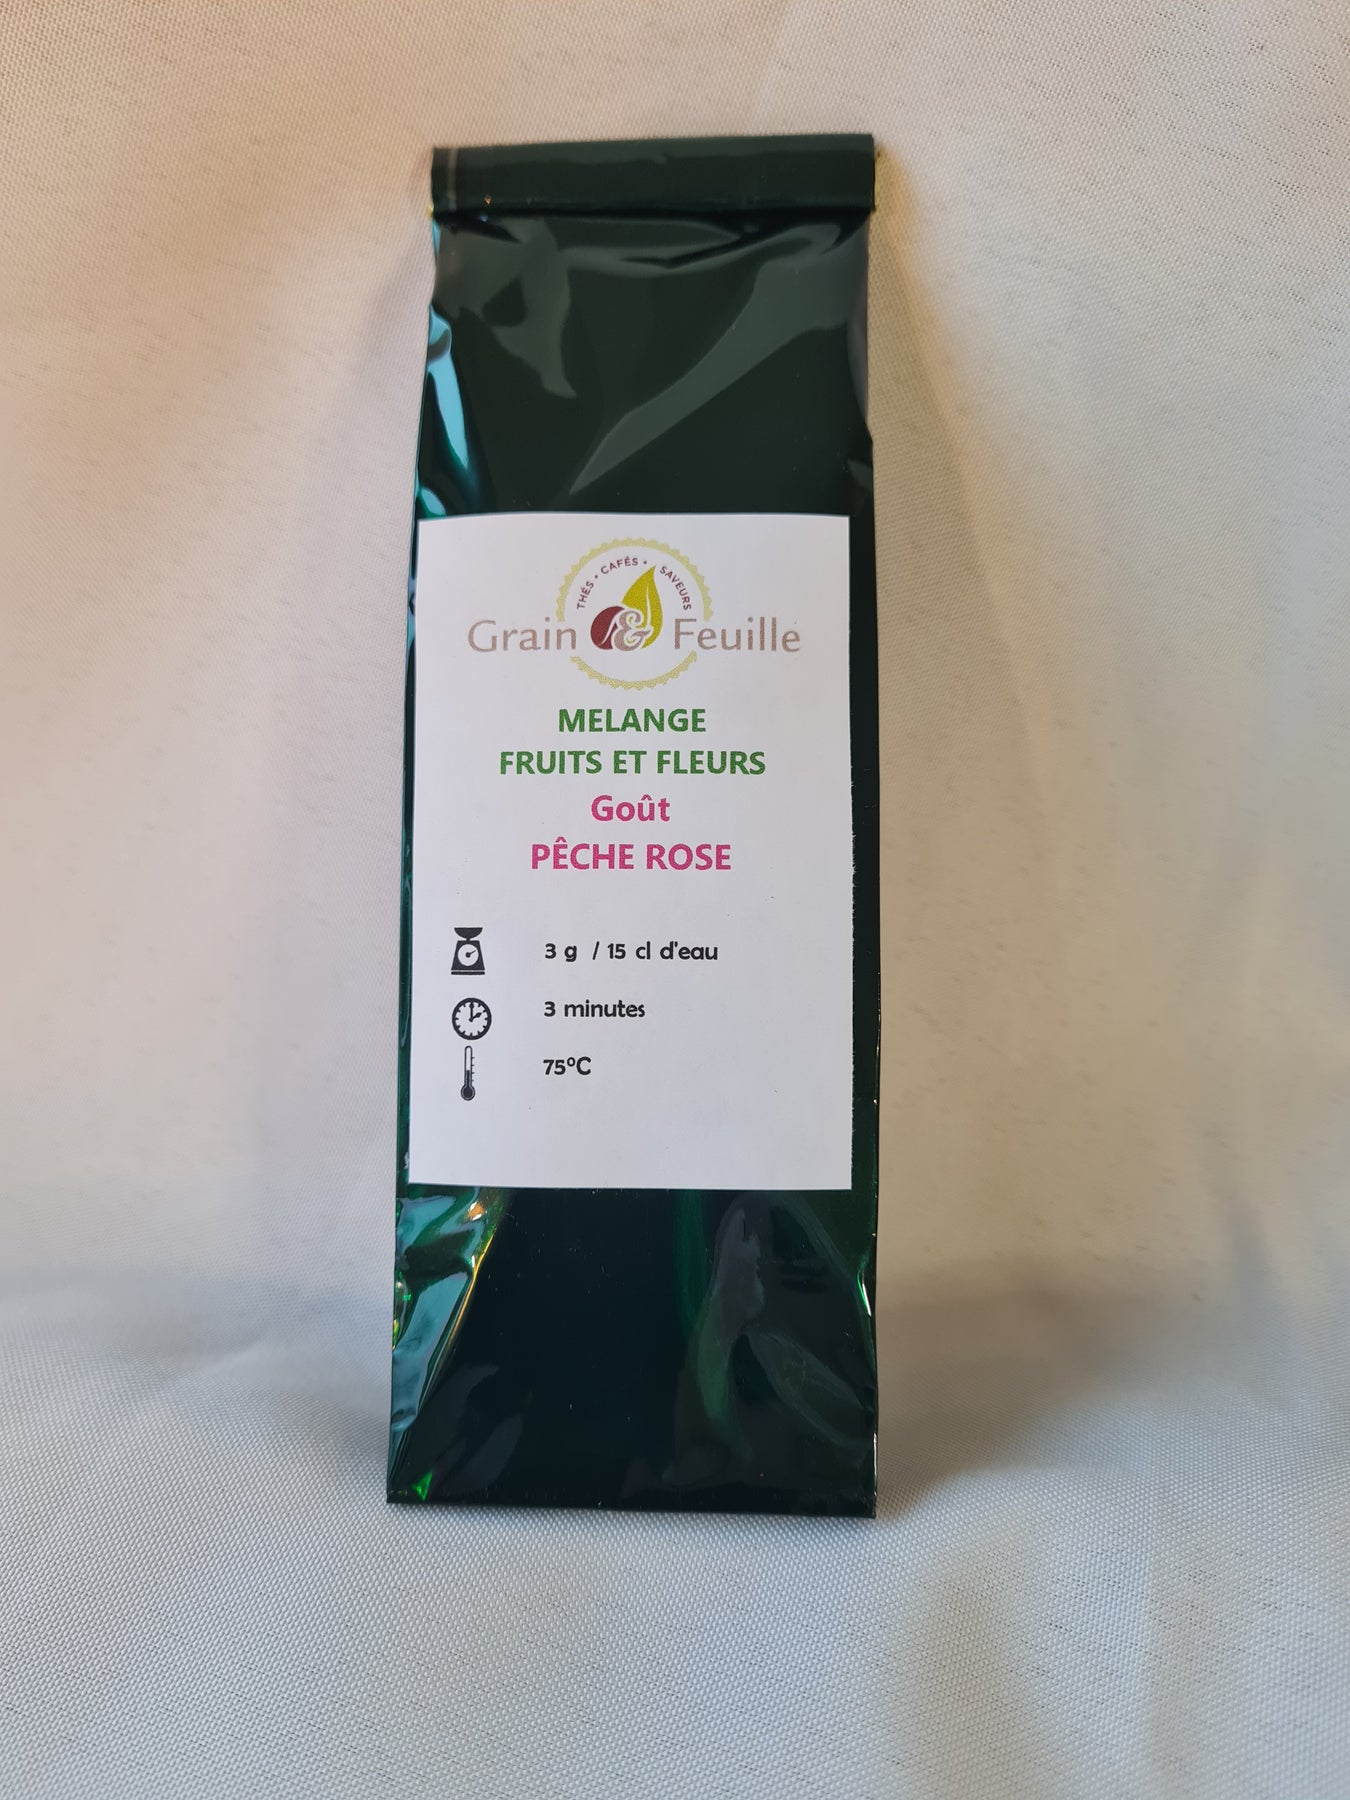 THÉS • CAFÉS • SAVEURS
Grain & Feuille
MELANGE
FRUITS ET FLEURS
Goût
PÊCHE ROSE
3 g / 15 cl d'eau
3 minutes
75°C